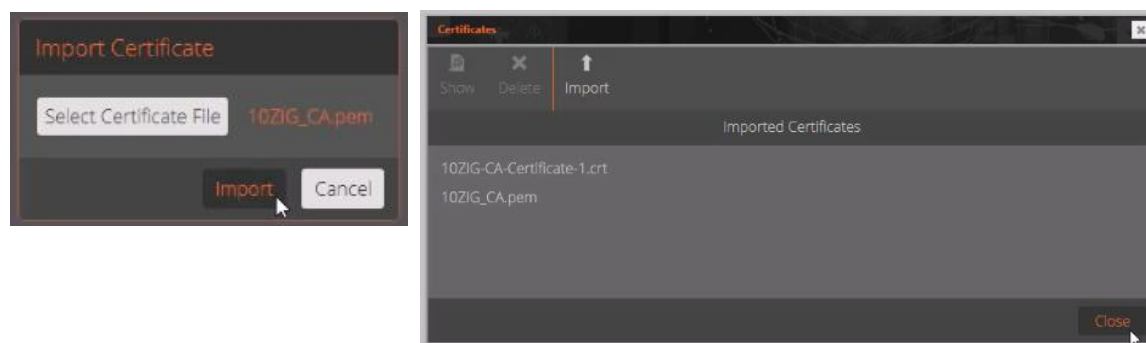 Import Certificate
Select Certificate File 10ZIG_CA.pem
Import Cancel
Certificates
Show Delete Import
Imported Certificates
10ZIG-CA-Certificate-1.crt
10ZIG_CA.pem
Close